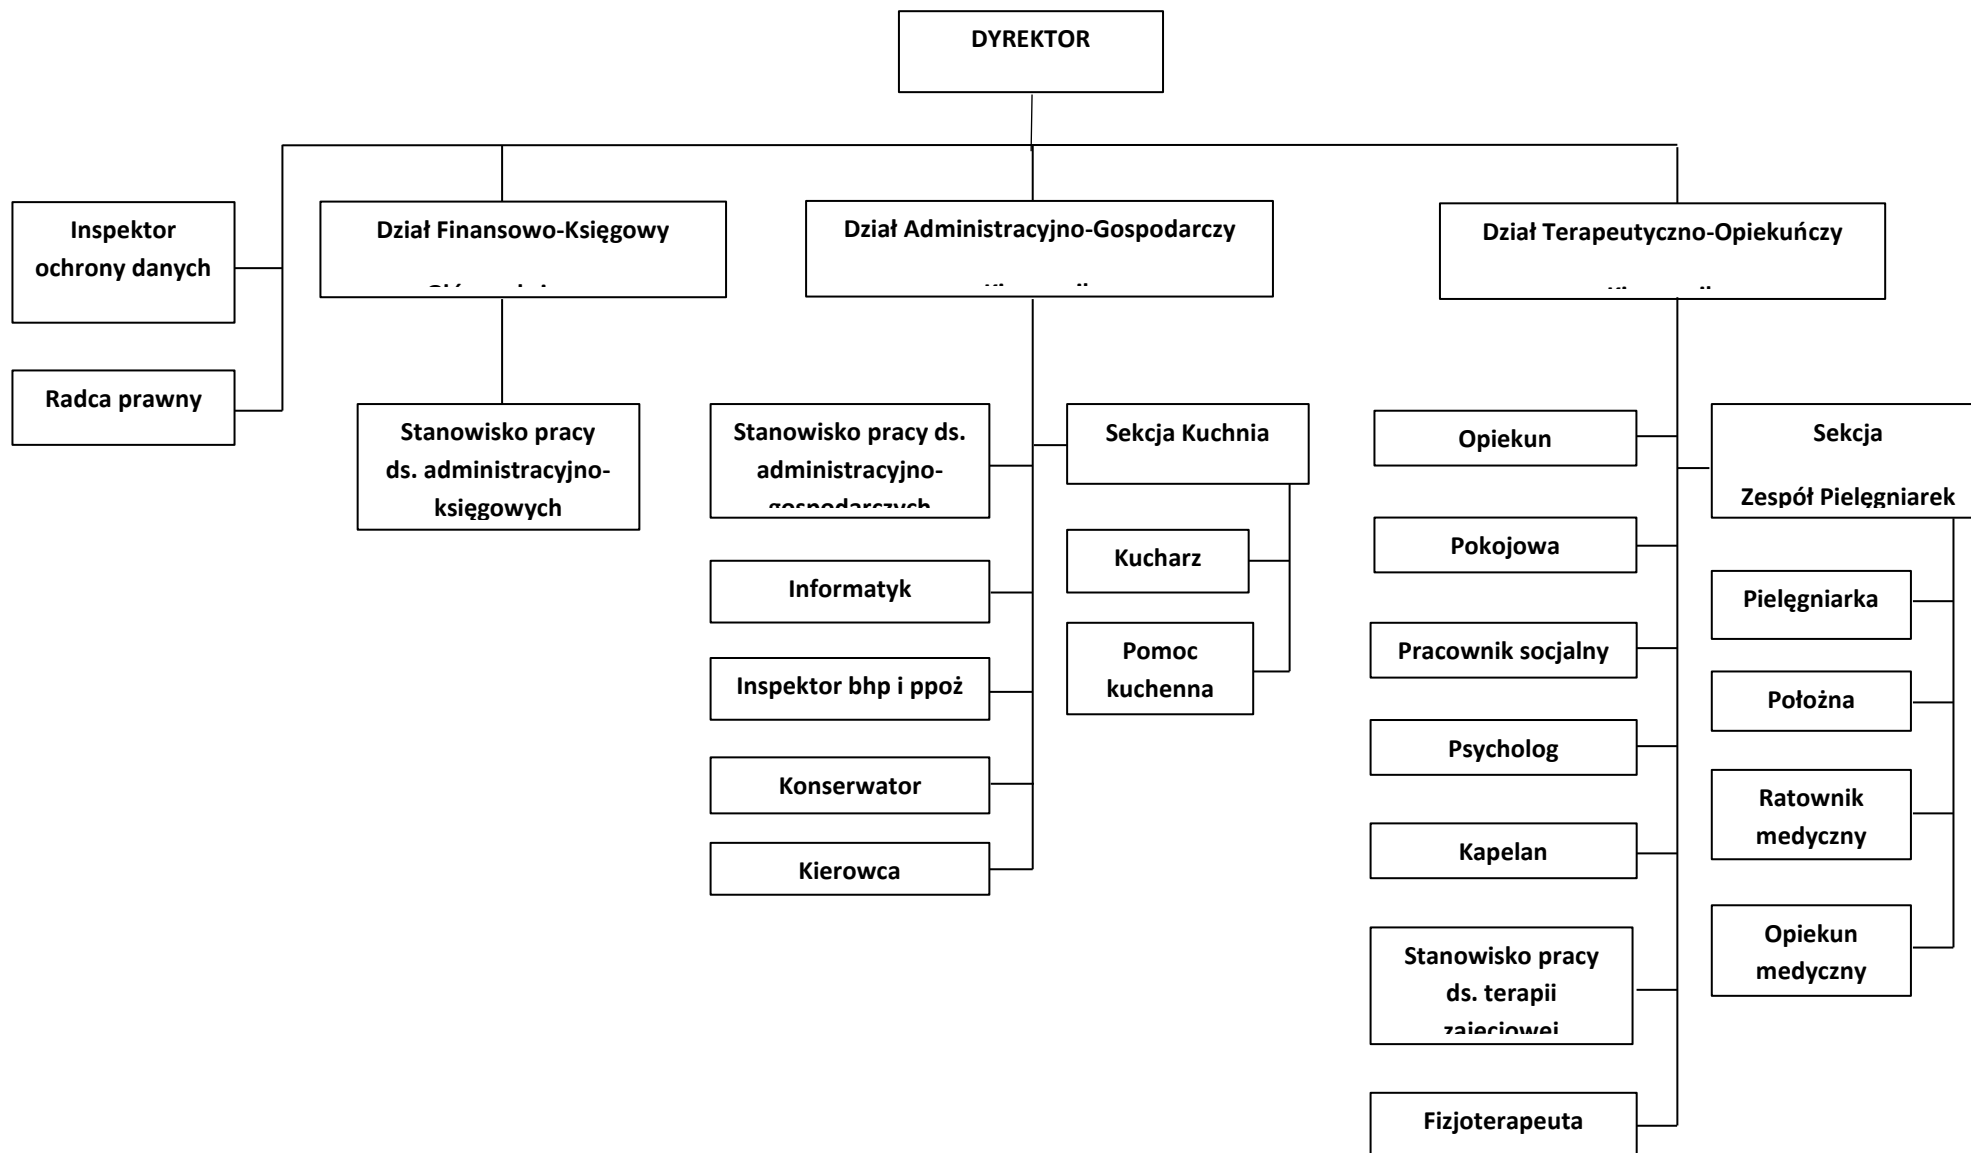 DYREKTOR
Inspektor
ochrony danych
Radca prawny
Dział Finansowo-Księgowy
Stanowisko pracy
ds. administracyjno-
księgowych
Dział Administracyjno-Gospodarczy
Stanowisko pracy ds.
administracyjno-
gospodarczych
Informatyk
Inspektor bhp i ppoż
Konserwator
Kierowca
Sekcja Kuchnia
Kucharz
Pomoc
kuchenna
Dział Terapeutyczno-Opiekuńczy
Opiekun
Pokojowa
Pracownik socjalny
Psycholog
Kapelan
Stanowisko pracy
ds. terapii
zajęciowej
Fizjoterapeuta
Sekcja
Zespół Pielęgniarek
Pielęgniarka
Położna
Ratownik
medyczny
Opiekun
medyczny